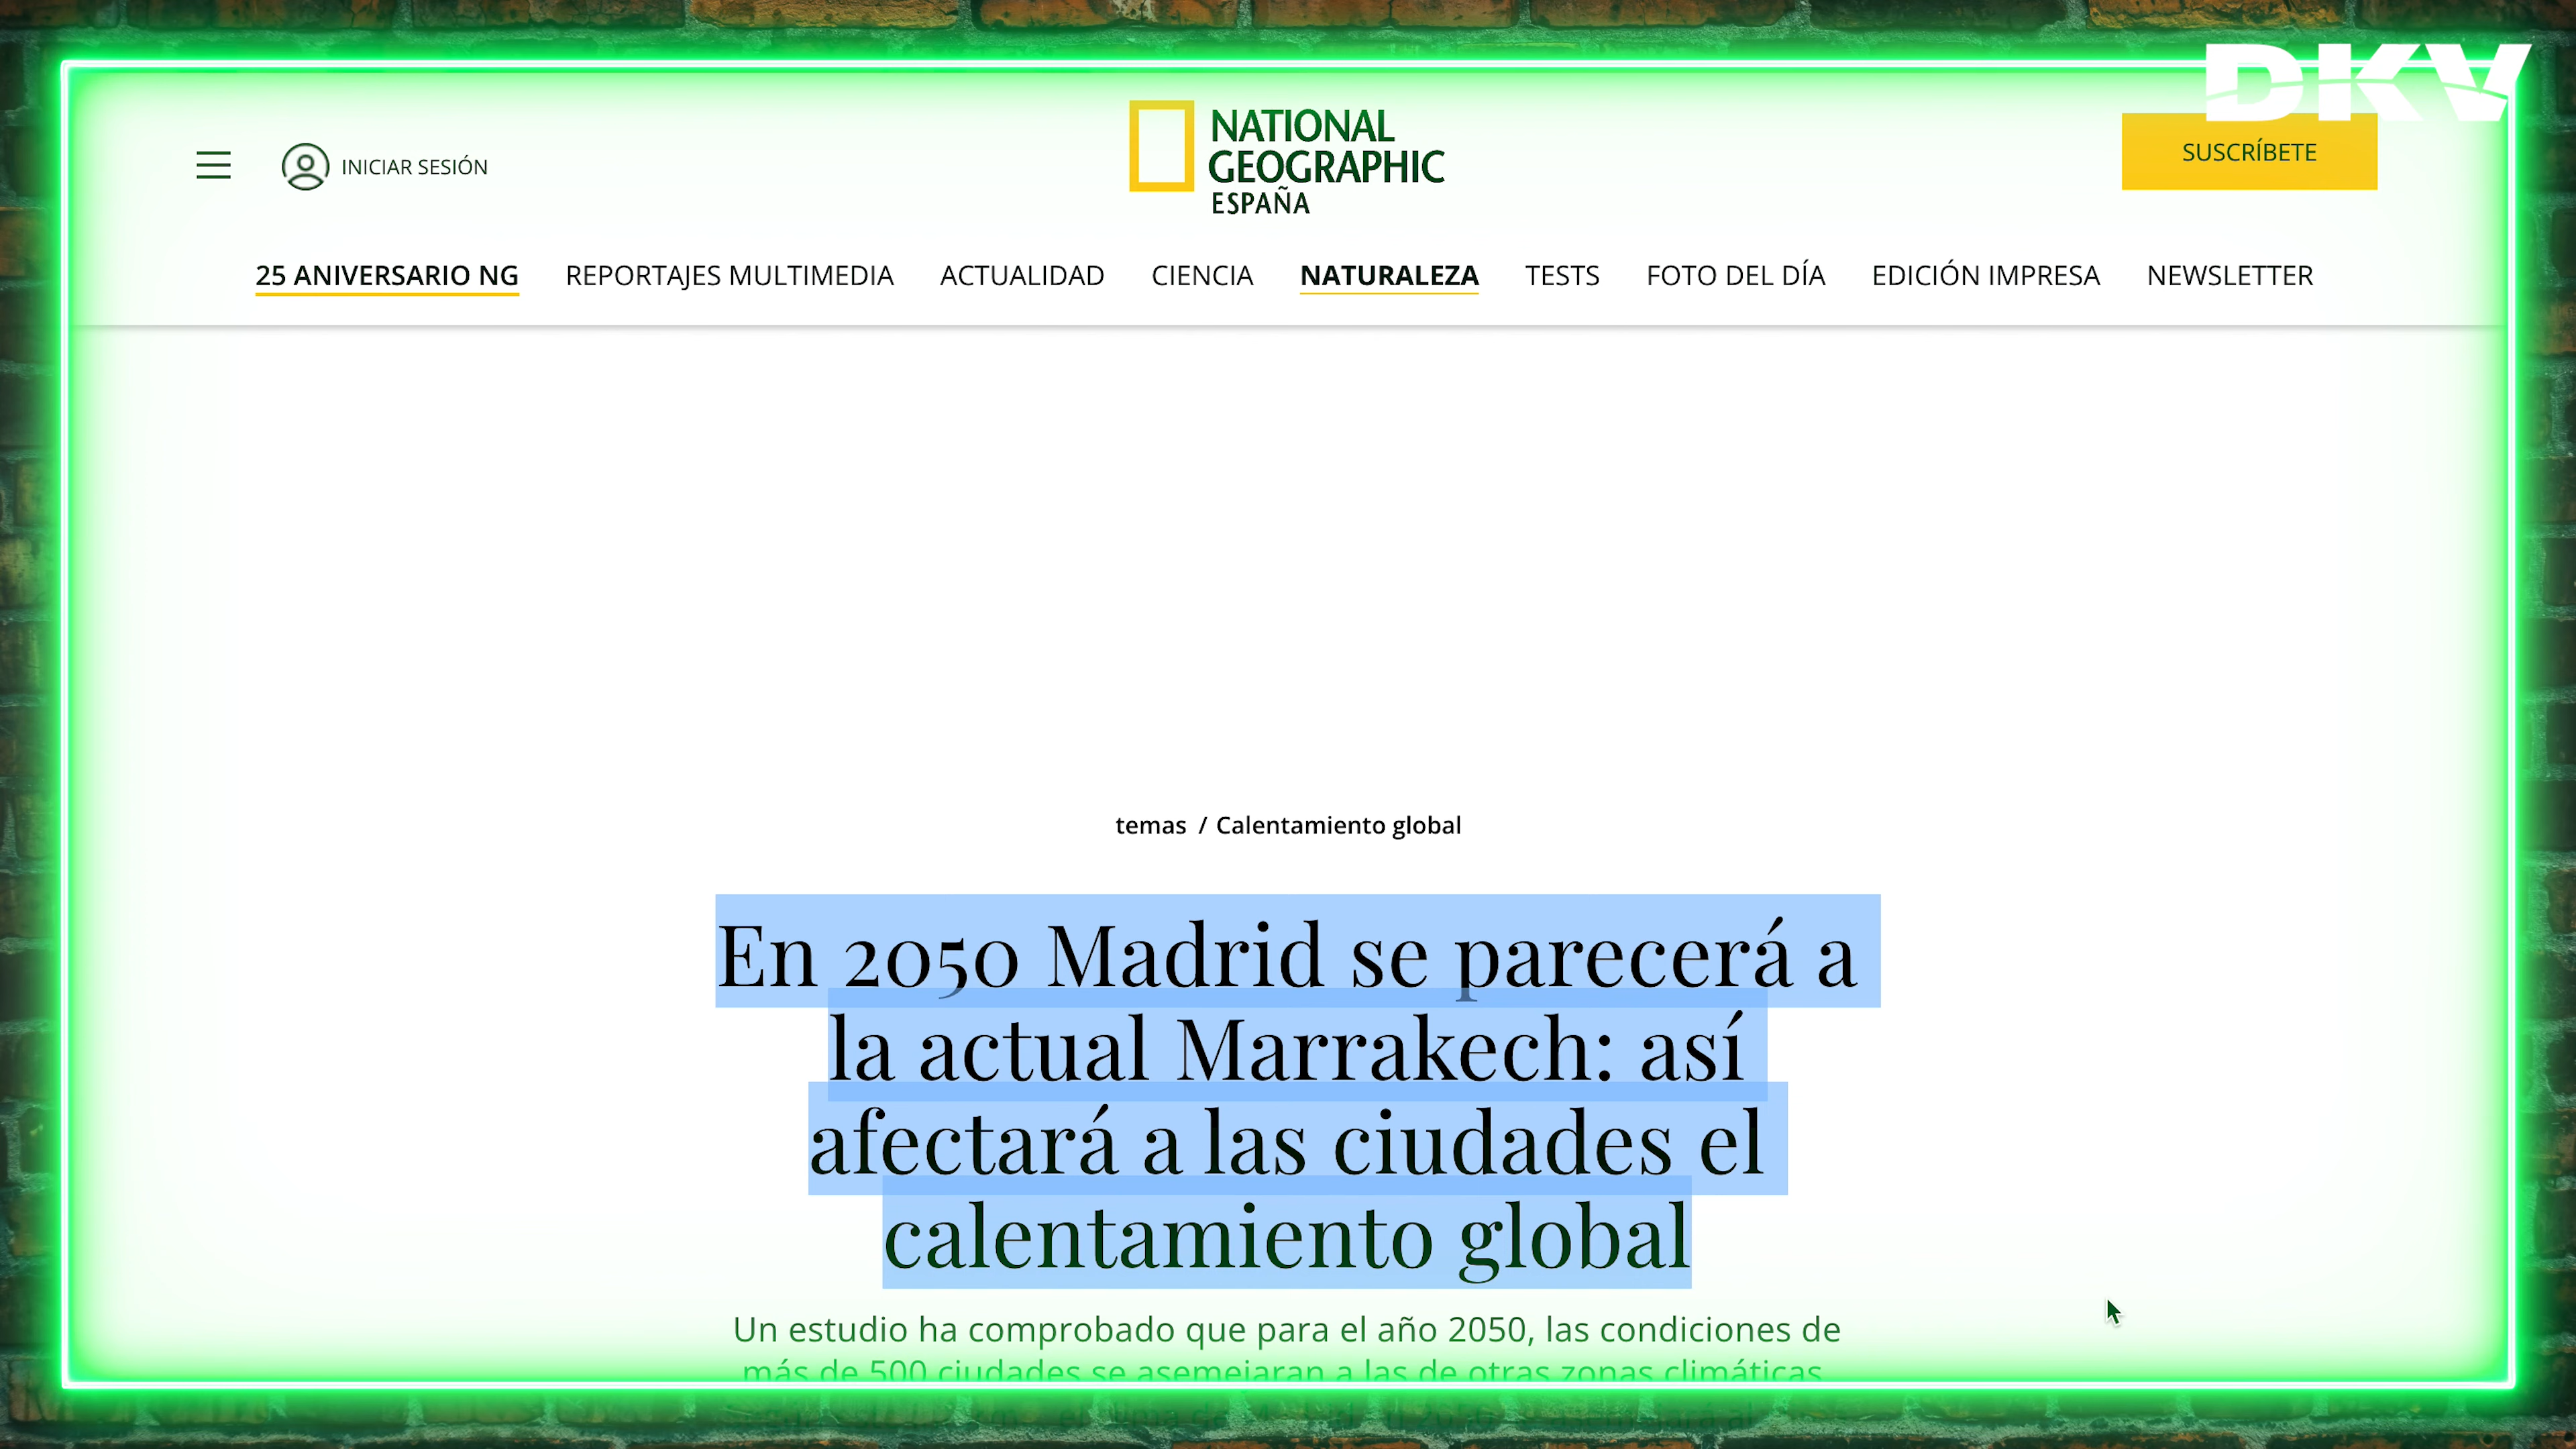 DKV
INICIAR SESIÓN
NATIONAL
GEOGRAPHIC
ESPAÑA
SUSCRÍBETE
25 ANIVERSARIO NG REPORTAJES MULTIMEDIA ACTUALIDAD CIENCIA NATURALEZA TESTS FOTO DEL DÍA EDICIÓN IMPRESA NEWSLETTER
temas / Calentamiento global
En 2050 Madrid se parecerá a
la actual Marrakech: así
afectará a las ciudades el
calentamiento global
Un estudio ha comprobado que para el año 2050, las condiciones de
más de 500 ciudades se asemejaran a las de otras zonas climáticas